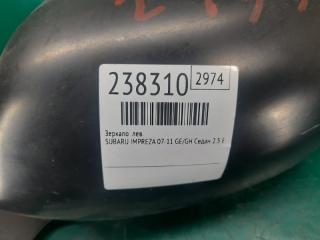 238310 2974
Зеркало лев
SUBARU IMPREZA 07-11 GE/GH Седан 2.5 E